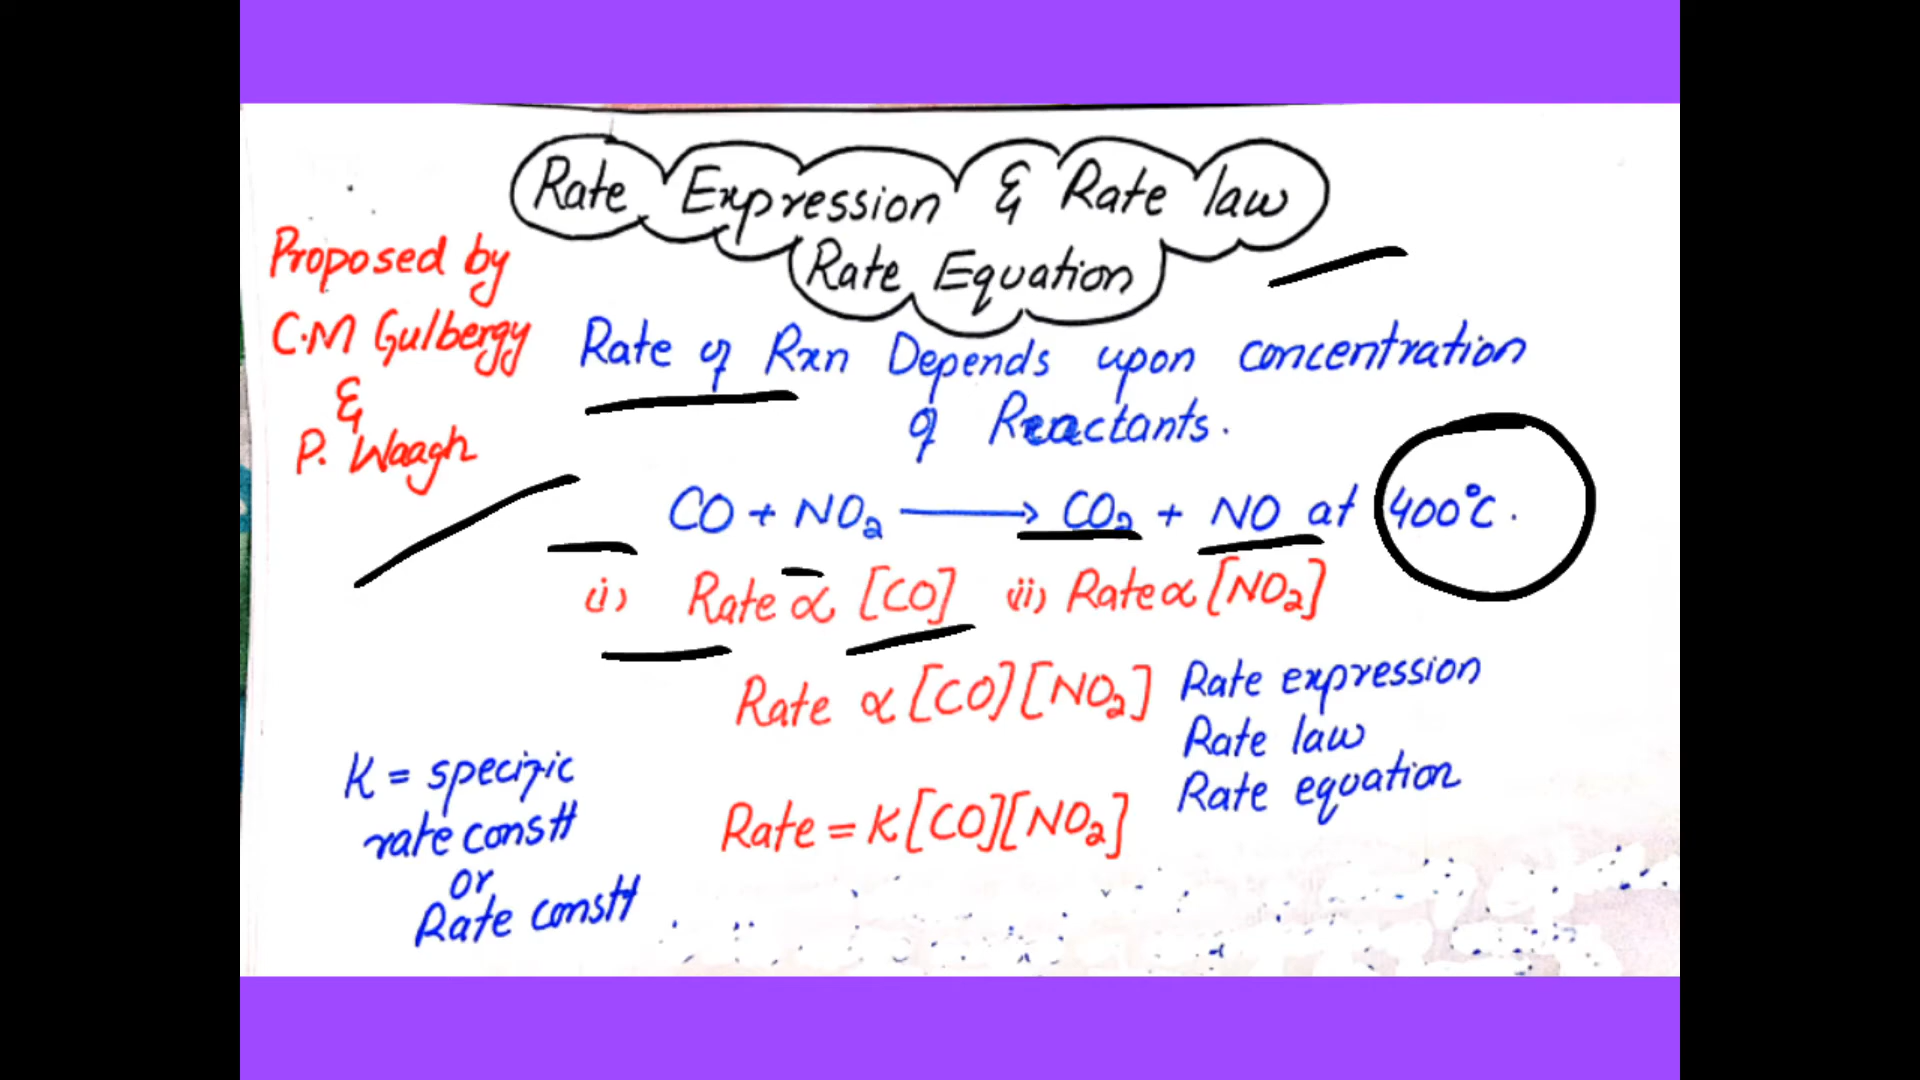 Rate Expression & Rate law
Rate Equation
Proposed by
C.M Gulbergy
&
P. Waagh
Rate of Rxn Depends upon concentration
of Reactants.
CO + NO₂ ⟶ CO₂ + NO at 400°C.
(i) Rate ∝ [CO] (ii) Rate ∝ [NO₂]
Rate ∝ [CO][NO₂]
Rate expression
Rate law
Rate equation
K = specific
rate constt
or
Rate constt
Rate = K[CO][NO₂]